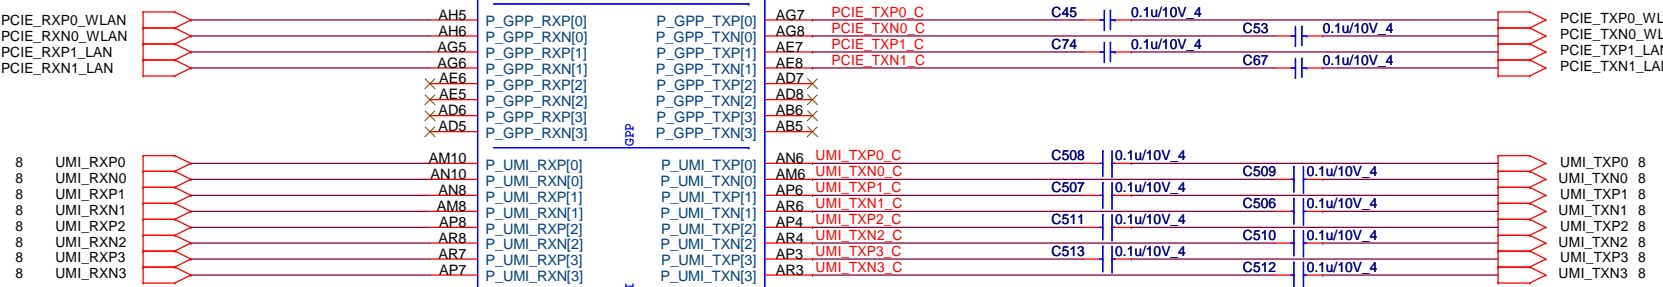 PCIE_RXP0_WLAN AH5 P_GPP_RXP[0] P_GPP_TXP[0] AG7 PCIE_TXP0_C C45 0.1u/10V_4
PCIE_RXN0_WLAN AH6 P_GPP_RXN[0] P_GPP_TXN[0] AG8 PCIE_TXN0_C C53 0.1u/10V_4
PCIE_RXP1_LAN AG5 P_GPP_RXP[1] P_GPP_TXP[1] AE7 PCIE_TXP1_C C74 0.1u/10V_4
PCIE_RXN1_LAN AG6 P_GPP_RXN[1] P_GPP_TXN[1] AE8 PCIE_TXN1_C C67 0.1u/10V_4
AE6 P_GPP_RXP[2] P_GPP_TXP[2] AD7
AE5 P_GPP_RXN[2] P_GPP_TXN[2] AD8
AD6 P_GPP_RXP[3] P_GPP_TXP[3] AB6
AD5 P_GPP_RXN[3] GPP P_GPP_TXN[3] AB5
8 UMI_RXP0 AM10 P_UMI_RXP[0] P_UMI_TXP[0] AN6 UMI_TXP0_C C508 0.1u/10V_4 UMI_TXP0 8
8 UMI_RXN0 AN10 P_UMI_RXN[0] P_UMI_TXN[0] AM6 UMI_TXN0_C C509 0.1u/10V_4 UMI_TXN0 8
8 UMI_RXP1 AN8 P_UMI_RXP[1] P_UMI_TXP[1] AP6 UMI_TXP1_C C507 0.1u/10V_4 UMI_TXP1 8
8 UMI_RXN1 AM8 P_UMI_RXN[1] P_UMI_TXN[1] AR6 UMI_TXN1_C C506 0.1u/10V_4 UMI_TXN1 8
8 UMI_RXP2 AP8 P_UMI_RXP[2] P_UMI_TXP[2] AP4 UMI_TXP2_C C511 0.1u/10V_4 UMI_TXP2 8
8 UMI_RXN2 AR8 P_UMI_RXN[2] P_UMI_TXN[2] AR4 UMI_TXN2_C C510 0.1u/10V_4 UMI_TXN2 8
8 UMI_RXP3 AR7 P_UMI_RXP[3] P_UMI_TXP[3] AP3 UMI_TXP3_C C513 0.1u/10V_4 UMI_TXP3 8
8 UMI_RXN3 AP7 P_UMI_RXN[3] P_UMI_TXN[3] AR3 UMI_TXN3_C C512 0.1u/10V_4 UMI_TXN3 8